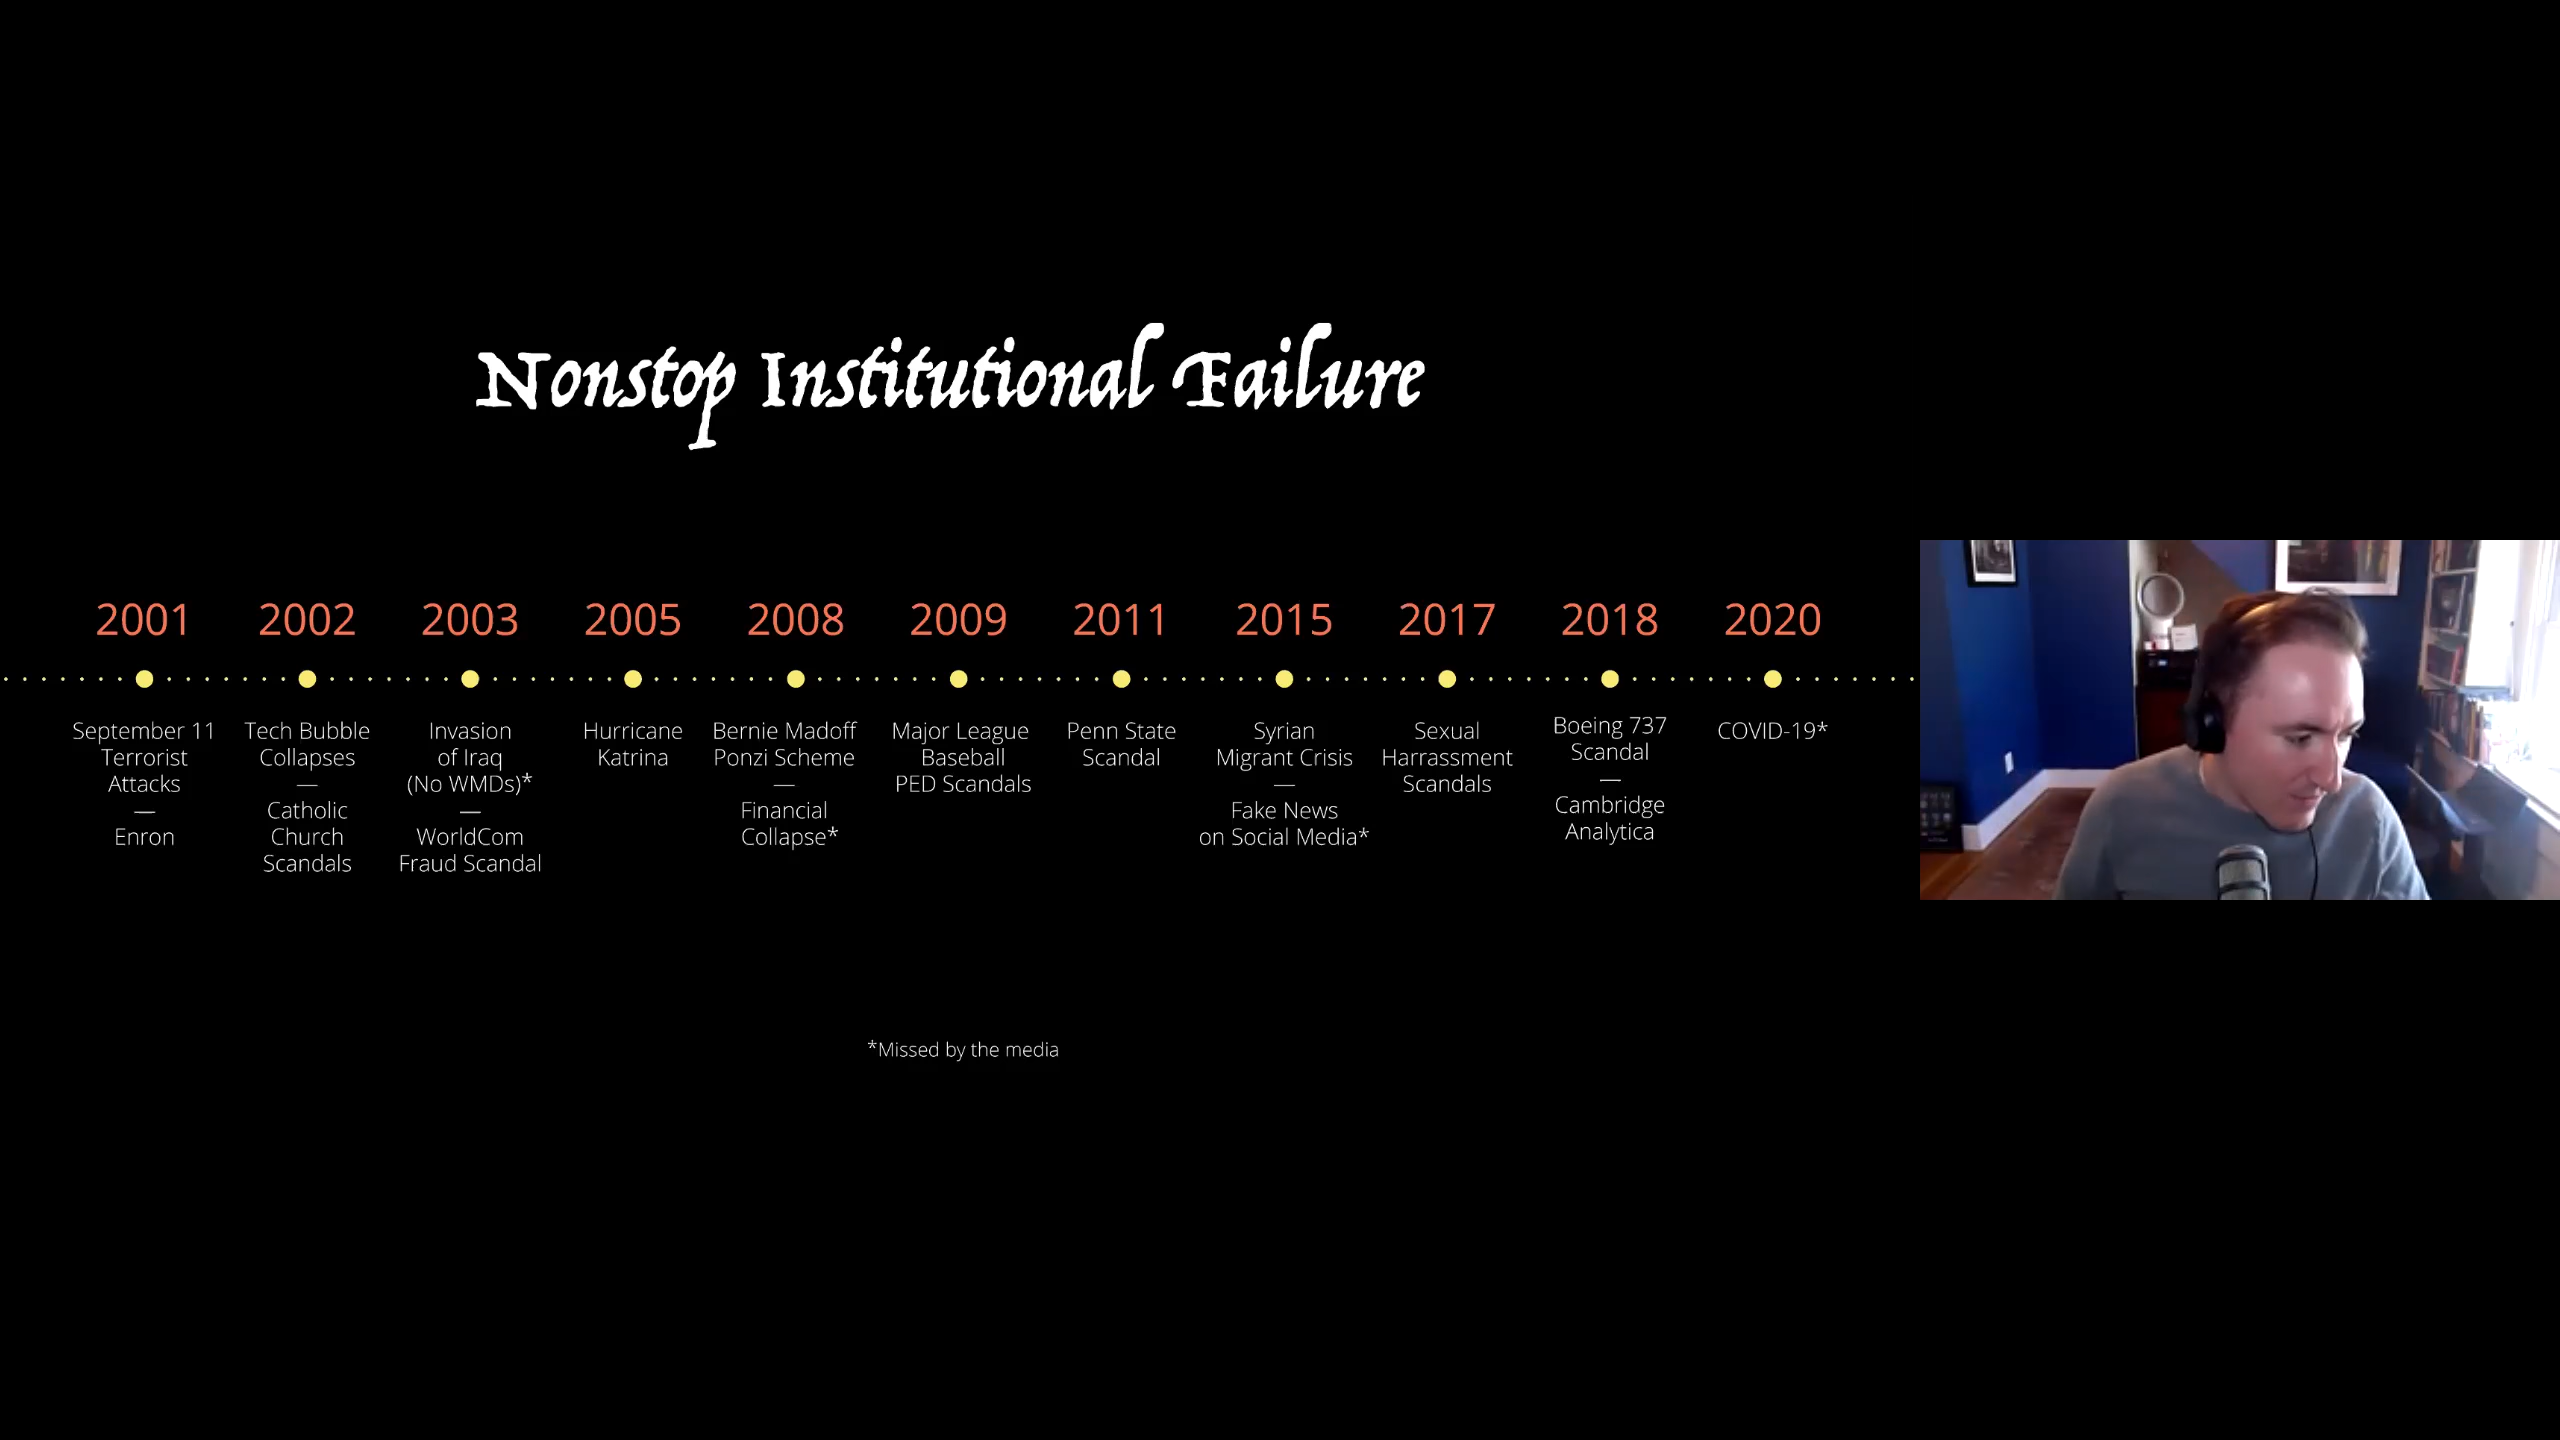 Nonstop Institutional Failure
2001
2002
2003
2005
2008
2009
2011
2015
2017
2018
2020
September 11
Terrorist
Attacks
—
Enron
Tech Bubble
Collapses
—
Catholic
Church
Scandals
Invasion
of Iraq
(No WMDs)*
—
WorldCom
Fraud Scandal
Hurricane
Katrina
Bernie Madoff
Ponzi Scheme
—
Financial
Collapse*
Major League
Baseball
PED Scandals
Penn State
Scandal
Syrian
Migrant Crisis
—
Fake News
on Social Media*
Sexual
Harrassment
Scandals
Boeing 737
Scandal
—
Cambridge
Analytica
COVID-19*
*Missed by the media